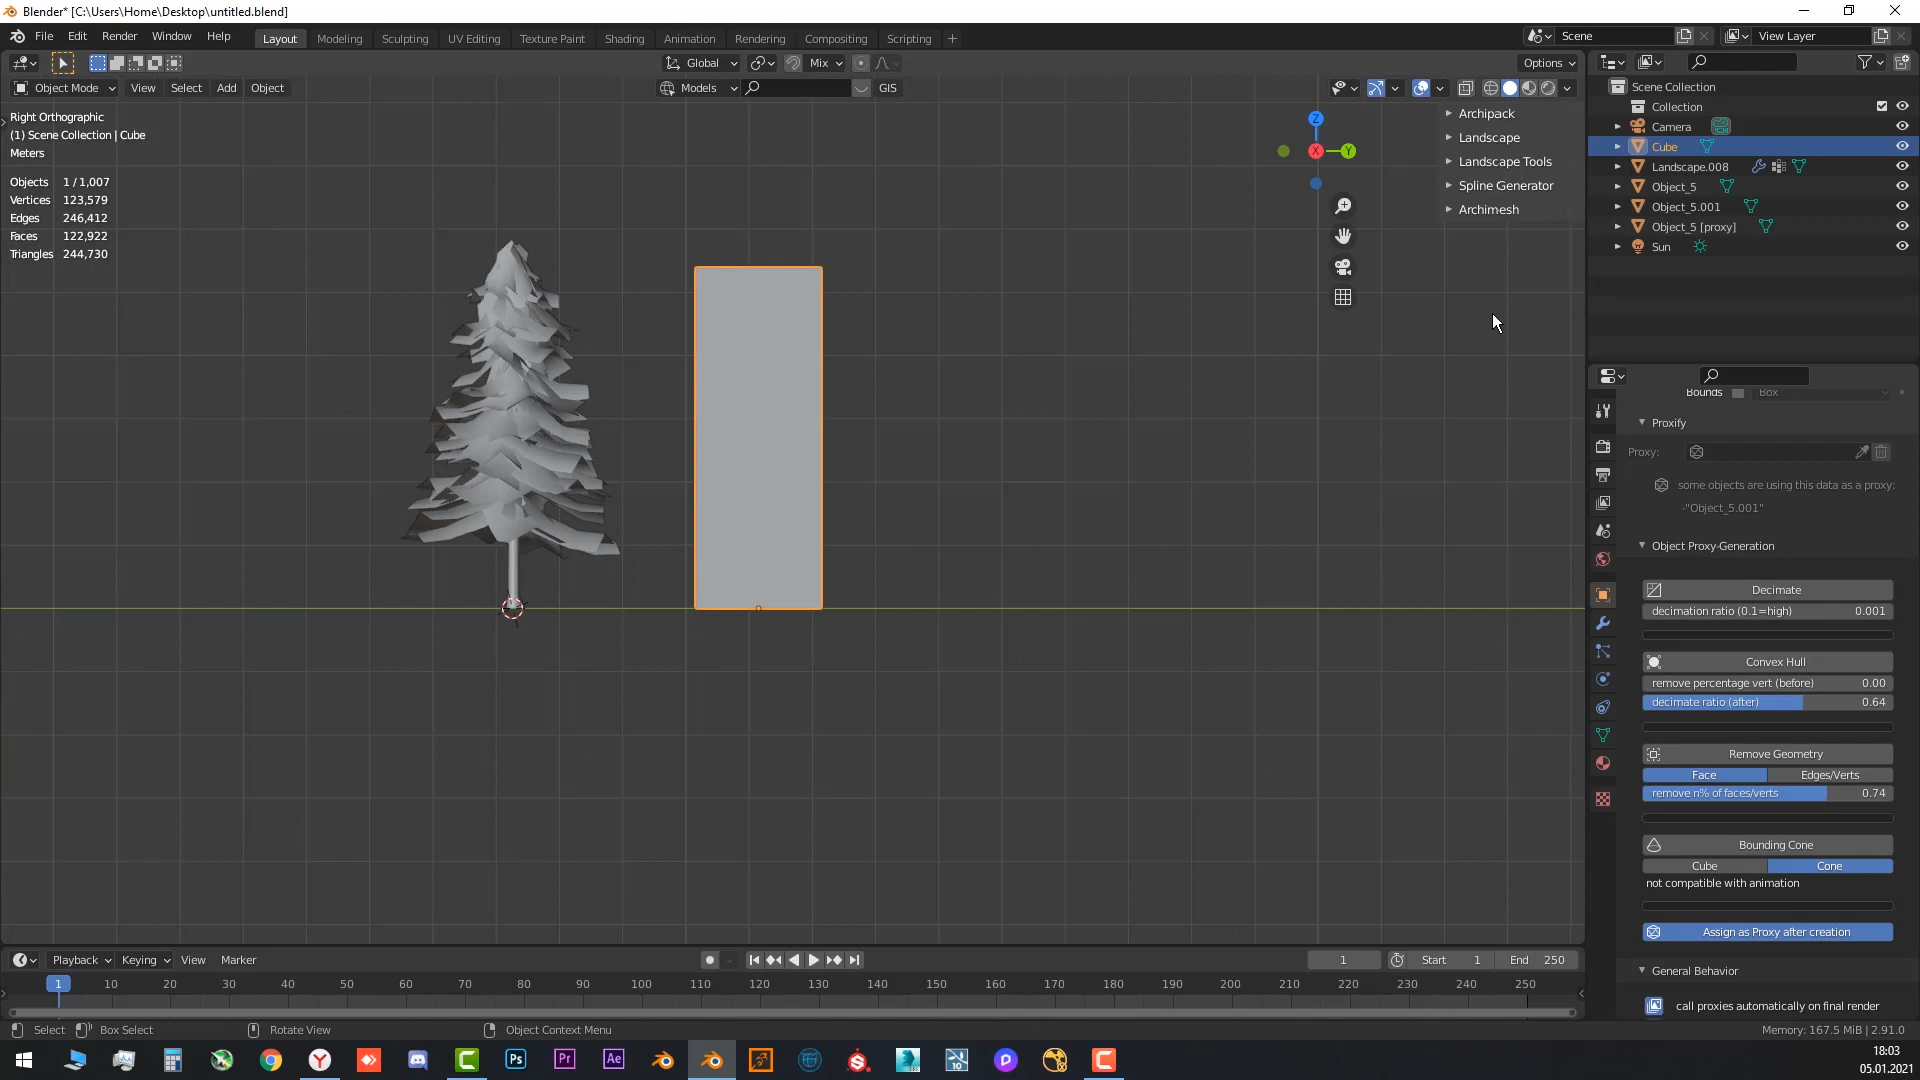 Blender* [C:\Users\Home\Desktop\untitled.blend]
File Edit Render Window Help
Layout Modeling Sculpting UV Editing Texture Paint Shading Animation Rendering Compositing Scripting
Scene
View Layer
Global
Mix
Options
Object Mode View Select Add Object
Models
GIS
Right Orthographic
(1) Scene Collection | Cube
Meters
Objects 1 / 1,007
Vertices 123,579
Edges 246,412
Faces 122,922
Triangles 244,730
Z
X
Y
Archipack
Landscape
Landscape Tools
Spline Generator
Archimesh
Scene Collection
Collection
Camera
Cube
Landscape.008
Object_5
Object_5.001
Object_5 [proxy]
Sun
Bounds Box
Proxify
Proxy:
some objects are using this data as a proxy:
-"Object_5.001"
Object Proxy-Generation
Decimate
decimation ratio (0.1=high) 0.001
Convex Hull
remove percentage vert (before) 0.00
decimate ratio (after) 0.64
Remove Geometry
Face Edges/Verts
remove n% of faces/verts 0.74
Bounding Cone
Cube Cone
not compatible with animation
Assign as Proxy after creation
General Behavior
call proxies automatically on final render
Playback Keying View Marker
1
Start 1
End 250
1 10 20 30 40 50 60 70 80 90 100 110 120 130 140 150 160 170 180 190 200 210 220 230 240 250
Select Box Select Rotate View Object Context Menu
Memory: 167.5 MiB | 2.91.0
Ps Pr Ae
10
18:03
05.01.2021